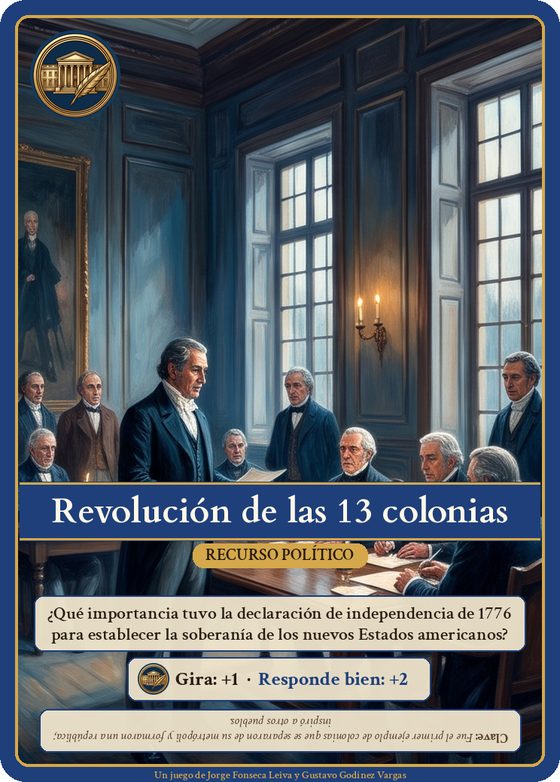 Revolución de las 13 colonias
RECURSO POLÍTICO
¿Qué importancia tuvo la declaración de independencia de 1776
para establecer la soberanía de los nuevos Estados americanos?
Gira: +1 · Responde bien: +2
Clave: Fue el primer ejemplo de colonias que se separaron de su metrópoli y formaron una república;
inspiró a otros pueblos
Un juego de Jorge Fonseca Leiva y Gustavo Godínez Vargas